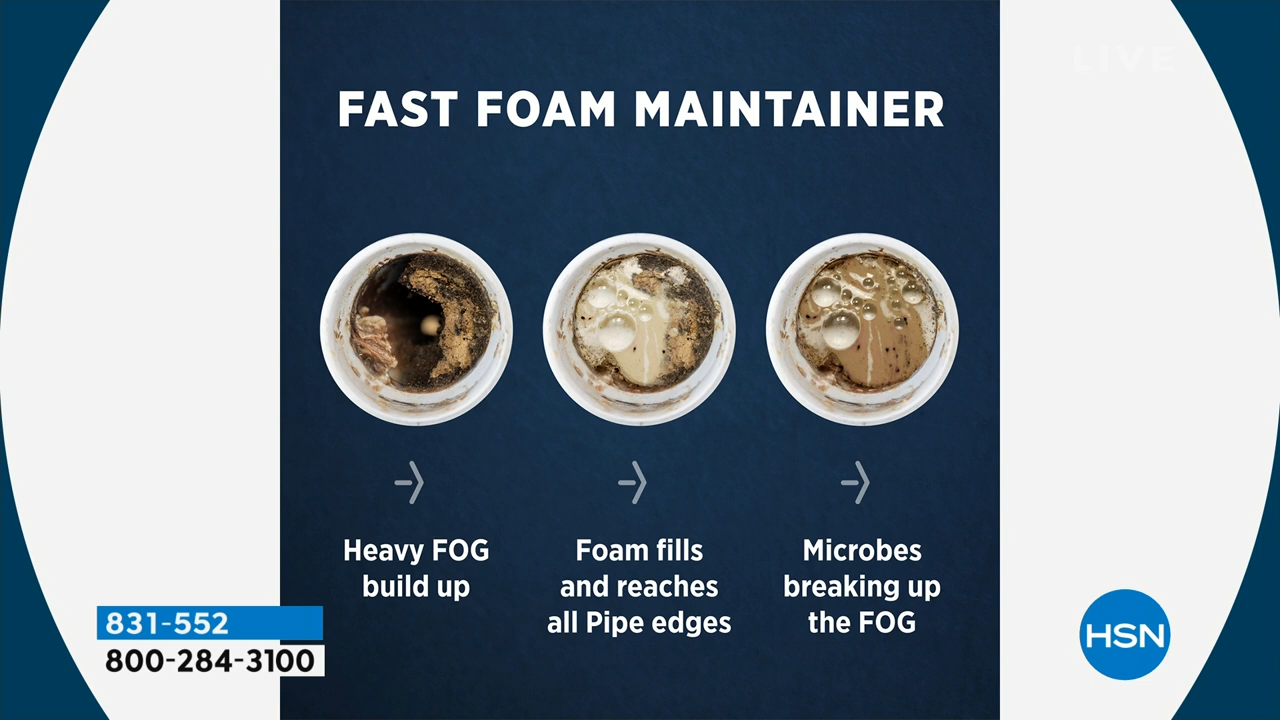 LIVE
FAST FOAM MAINTAINER
Heavy FOG
build up
Foam fills
and reaches
all Pipe edges
Microbes
breaking up
the FOG
831-552
800-284-3100
HSN